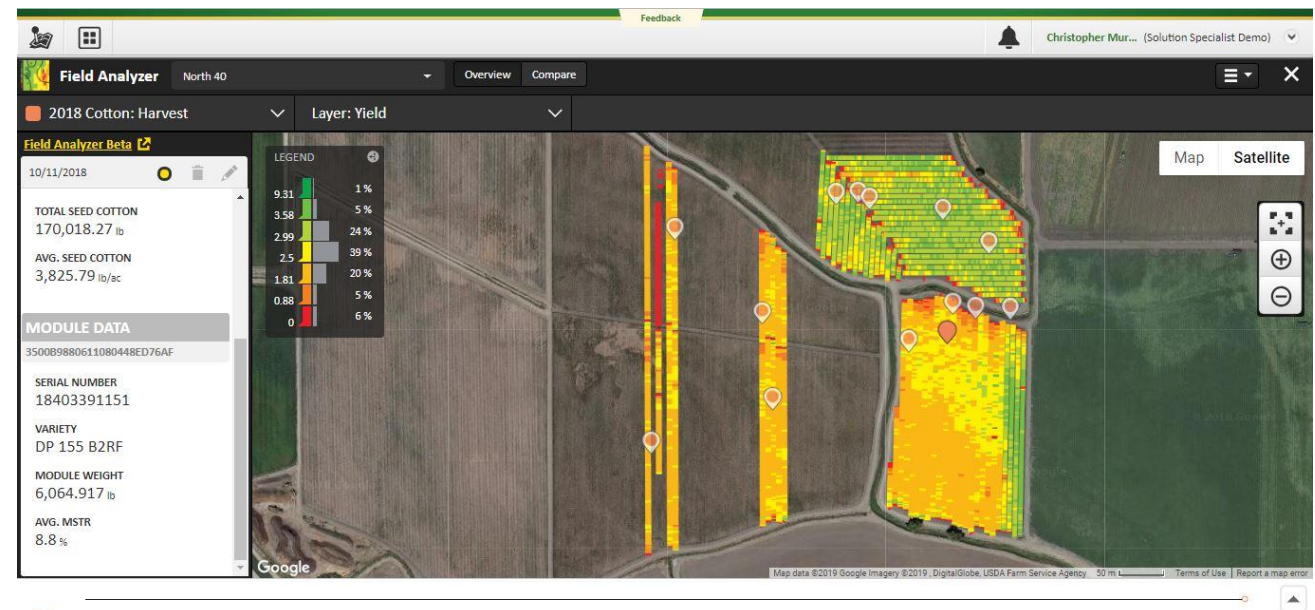 Feedback
Christopher Mur... (Solution Specialist Demo)
Field Analyzer North 40 Overview Compare
2018 Cotton: Harvest Layer: Yield
Field Analyzer Beta
10/11/2018
TOTAL SEED COTTON
170,018.27 lb
AVG. SEED COTTON
3,825.79 lb/ac
MODULE DATA
3500B9880611080448ED76AF
SERIAL NUMBER
18403391151
VARIETY
DP 155 B2RF
MODULE WEIGHT
6,064.917 lb
AVG. MSTR
8.8 %
LEGEND
1 %
9.31
5 %
3.58
24 %
2.99
39 %
2.5
20 %
1.81
5 %
0.88
6 %
0
Map Satellite
Google
Map data ©2019 Google Imagery ©2019 , DigitalGlobe, USDA Farm Service Agency 50 m Terms of Use Report a map error